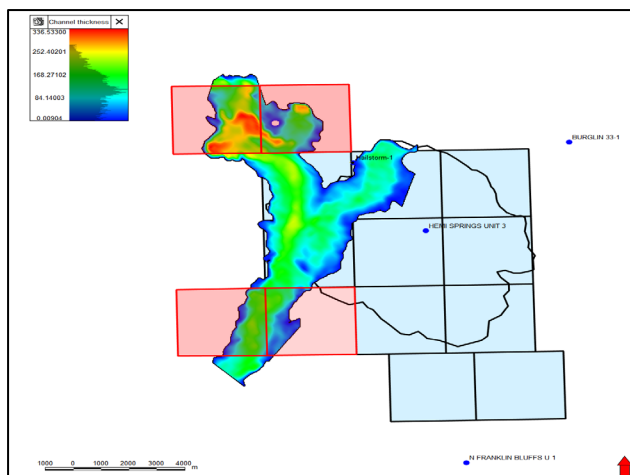 Channel thickness
336.53300
252.40201
168.27102
84.14003
0.00904
BURGLIN 33-1
Hailstorm-1
HEMI SPRINGS UNIT 3
1000 0 1000 2000 3000 4000
m
N FRANKLIN BLUFFS U 1